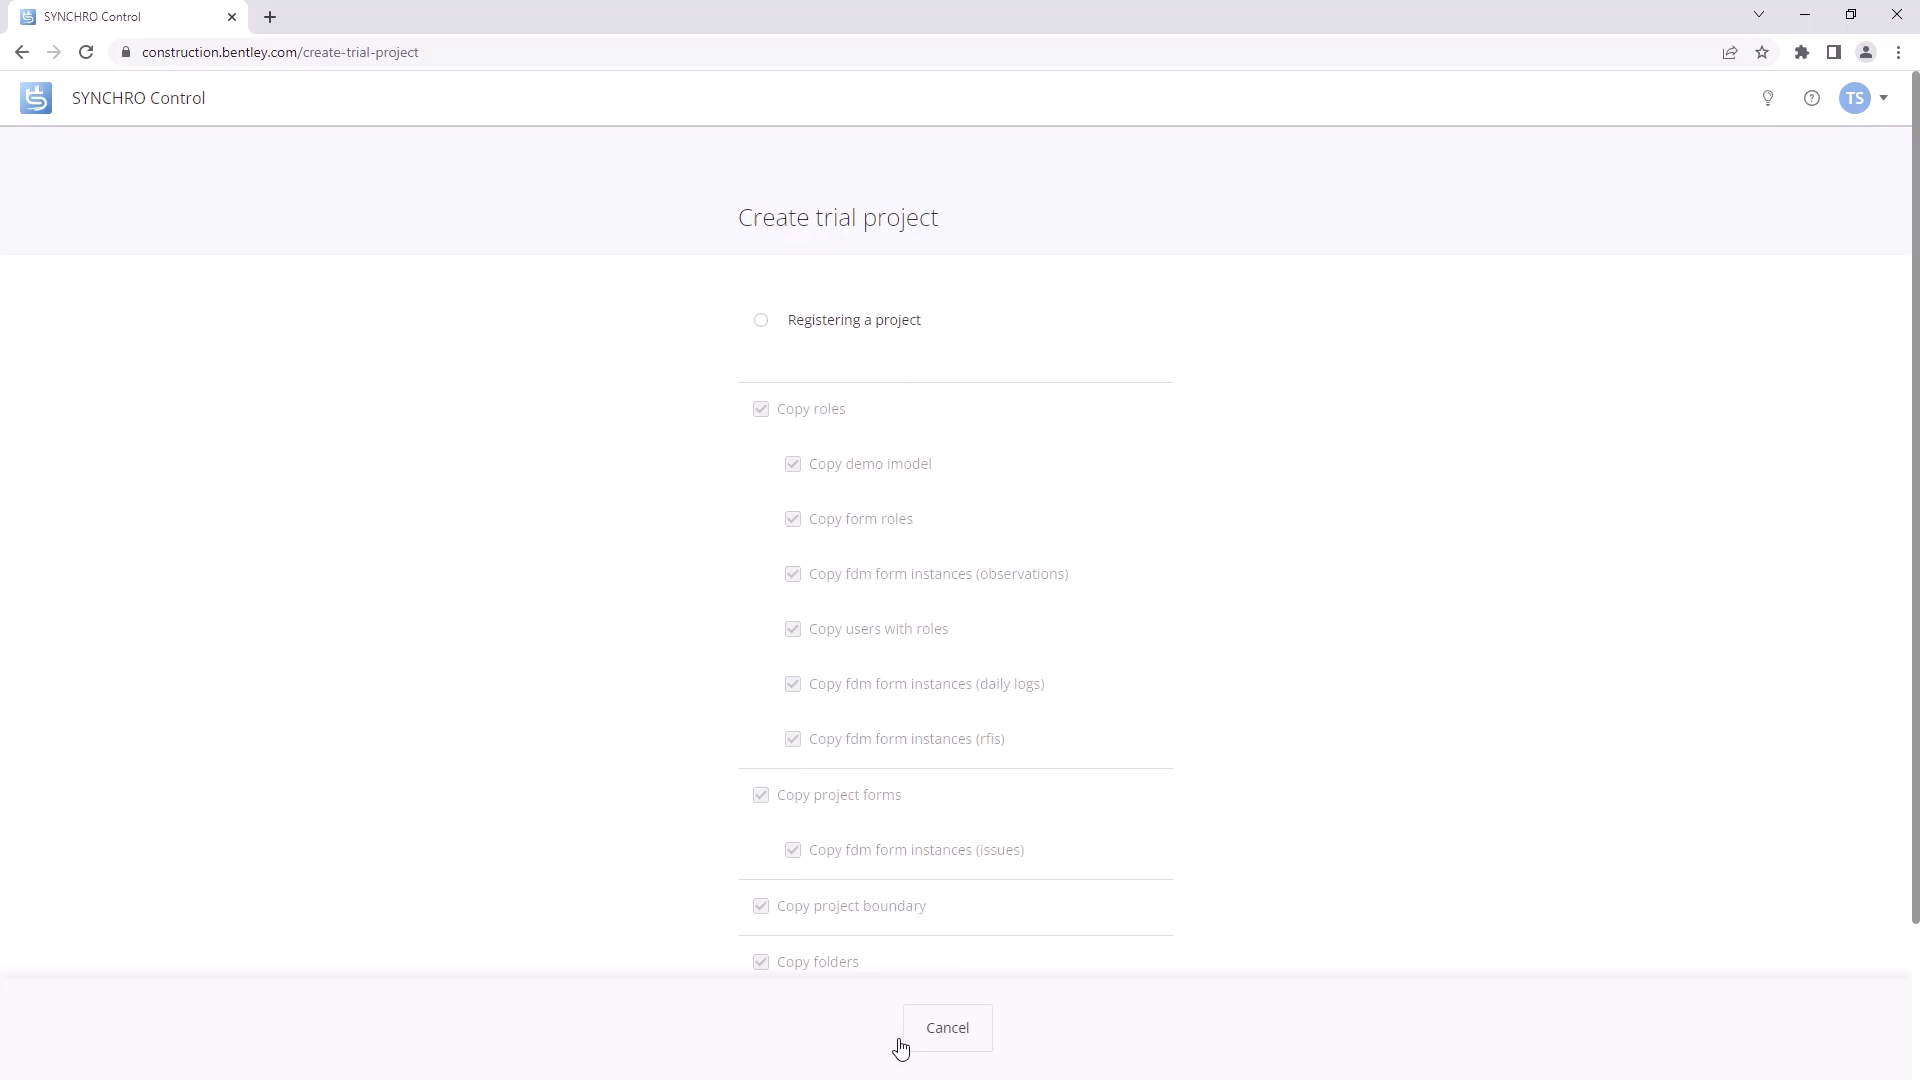 SYNCHRO Control
construction.bentley.com/create-trial-project
SYNCHRO Control
TS
Create trial project
Registering a project
Copy roles
Copy demo imodel
Copy form roles
Copy fdm form instances (observations)
Copy users with roles
Copy fdm form instances (daily logs)
Copy fdm form instances (rfis)
Copy project forms
Copy fdm form instances (issues)
Copy project boundary
Copy folders
Cancel